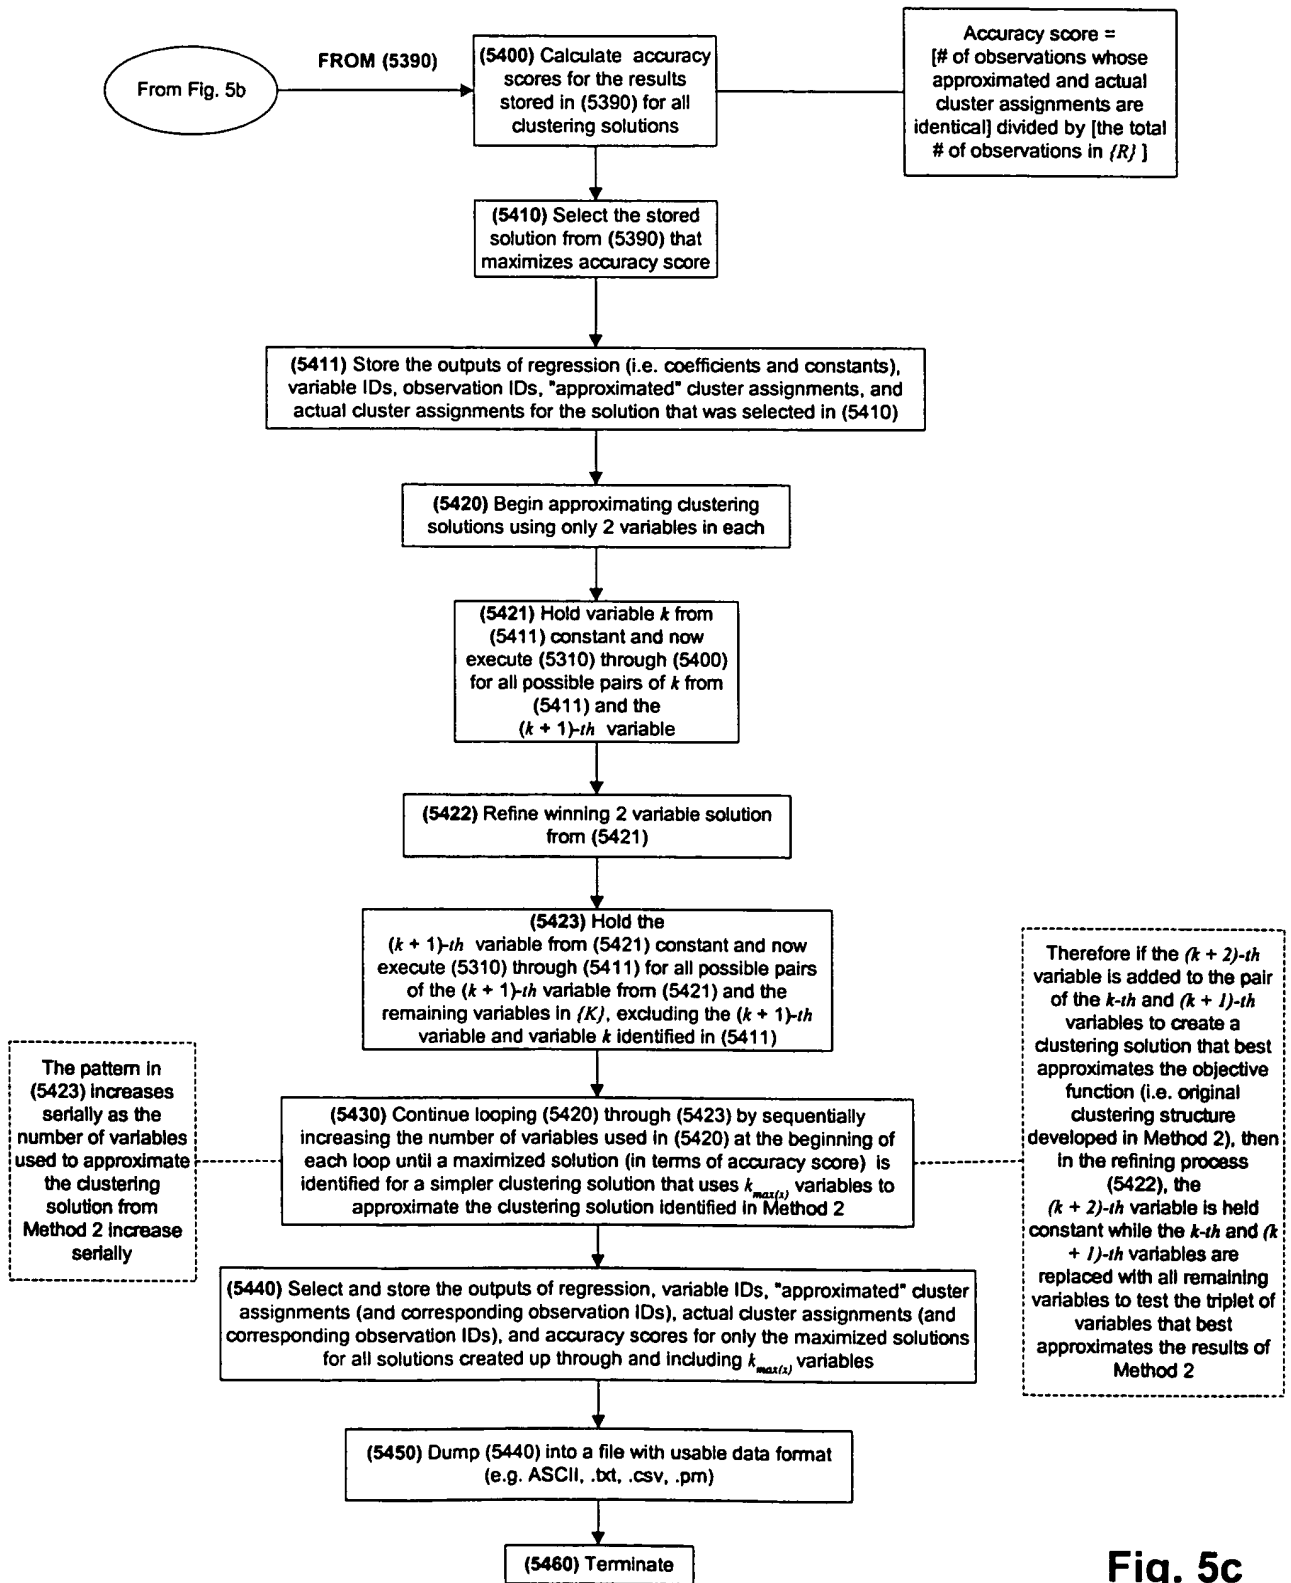 From Fig. 5b
FROM (5390)
(5400) Calculate accuracy
scores for the results
stored in (5390) for all
clustering solutions
Accuracy score =
[# of observations whose
approximated and actual
cluster assignments are
identical] divided by [the total
# of observations in {R} ]
(5410) Select the stored
solution from (5390) that
maximizes accuracy score
(5411) Store the outputs of regression (i.e. coefficients and constants),
variable IDs, observation IDs, "approximated" cluster assignments, and
actual cluster assignments for the solution that was selected in (5410)
(5420) Begin approximating clustering
solutions using only 2 variables in each
(5421) Hold variable k from
(5411) constant and now
execute (5310) through (5400)
for all possible pairs of k from
(5411) and the
(k + 1)-th variable
(5422) Refine winning 2 variable solution
from (5421)
(5423) Hold the
(k + 1)-th variable from (5421) constant and now
execute (5310) through (5411) for all possible pairs
of the (k + 1)-th variable from (5421) and the
remaining variables in {K}, excluding the (k + 1)-th
variable and variable k identified in (5411)
The pattern in
(5423) increases
serially as the
number of variables
used to approximate
the clustering
solution from
Method 2 increase
serially
(5430) Continue looping (5420) through (5423) by sequentially
increasing the number of variables used in (5420) at the beginning of
each loop until a maximized solution (in terms of accuracy score) is
identified for a simpler clustering solution that uses kmax(x) variables to
approximate the clustering solution identified in Method 2
Therefore if the (k + 2)-th
variable is added to the pair
of the k-th and (k + 1)-th
variables to create a
clustering solution that best
approximates the objective
function (i.e. original
clustering structure
developed in Method 2), then
in the refining process
(5422), the
(k + 2)-th variable is held
constant while the k-th and (k
+ 1)-th variables are
replaced with all remaining
variables to test the triplet of
variables that best
approximates the results of
Method 2
(5440) Select and store the outputs of regression, variable IDs, "approximated" cluster
assignments (and corresponding observation IDs), actual cluster assignments (and
corresponding observation IDs), and accuracy scores for only the maximized solutions
for all solutions created up through and including kmax(x) variables
(5450) Dump (5440) into a file with usable data format
(e.g. ASCII, .txt, .csv, .prn)
(5460) Terminate
Fig. 5c